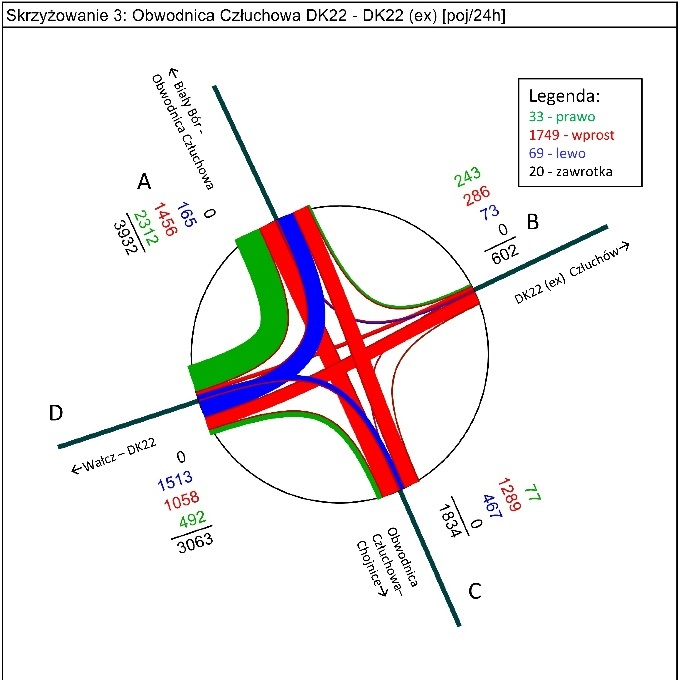 Skrzyżowanie 3: Obwodnica Człuchowa DK22 - DK22 (ex) [poj/24h]
Legenda:
33 - prawo
1749 - wprost
69 - lewo
20 - zawrotka
← Biały Bór -
Obwodnica Człuchowa
A
0
165
1456
2312
3932
243
286
73
0
602
B
DK22 (ex) Człuchów→
D
←Wałcz – DK22
0
1513
1058
492
3063
77
1289
467
0
1834
Obwodnica
Człuchowa–
Chojnice→
C